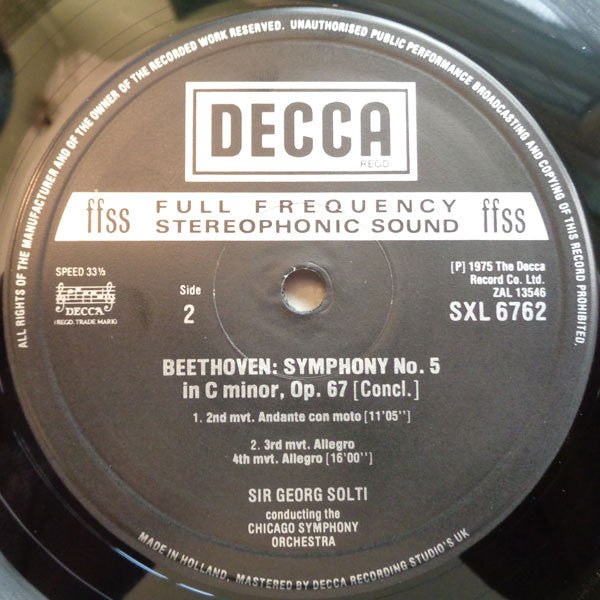 ALL RIGHTS OF THE MANUFACTURER AND OF THE OWNER OF THE RECORDED WORK RESERVED. UNAUTHORISED PUBLIC PERFORMANCE BROADCASTING AND COPYING OF THIS RECORD PROHIBITED.
DECCA
REGD
ffss FULL FREQUENCY STEREOPHONIC SOUND ffss
SPEED 33⅓
DECCA
(REGD. TRADE MARK)
Side
2
[P] 1975 The Decca
Record Co. Ltd.
ZAL 13546
SXL 6762
BEETHOVEN: SYMPHONY No. 5
in C minor, Op. 67 [Concl.]
1. 2nd mvt. Andante con moto [11'05'']
2. 3rd mvt. Allegro
4th mvt. Allegro [16'00'']
SIR GEORG SOLTI
conducting the
CHICAGO SYMPHONY
ORCHESTRA
MADE IN HOLLAND, MASTERED BY DECCA RECORDING STUDIO'S UK